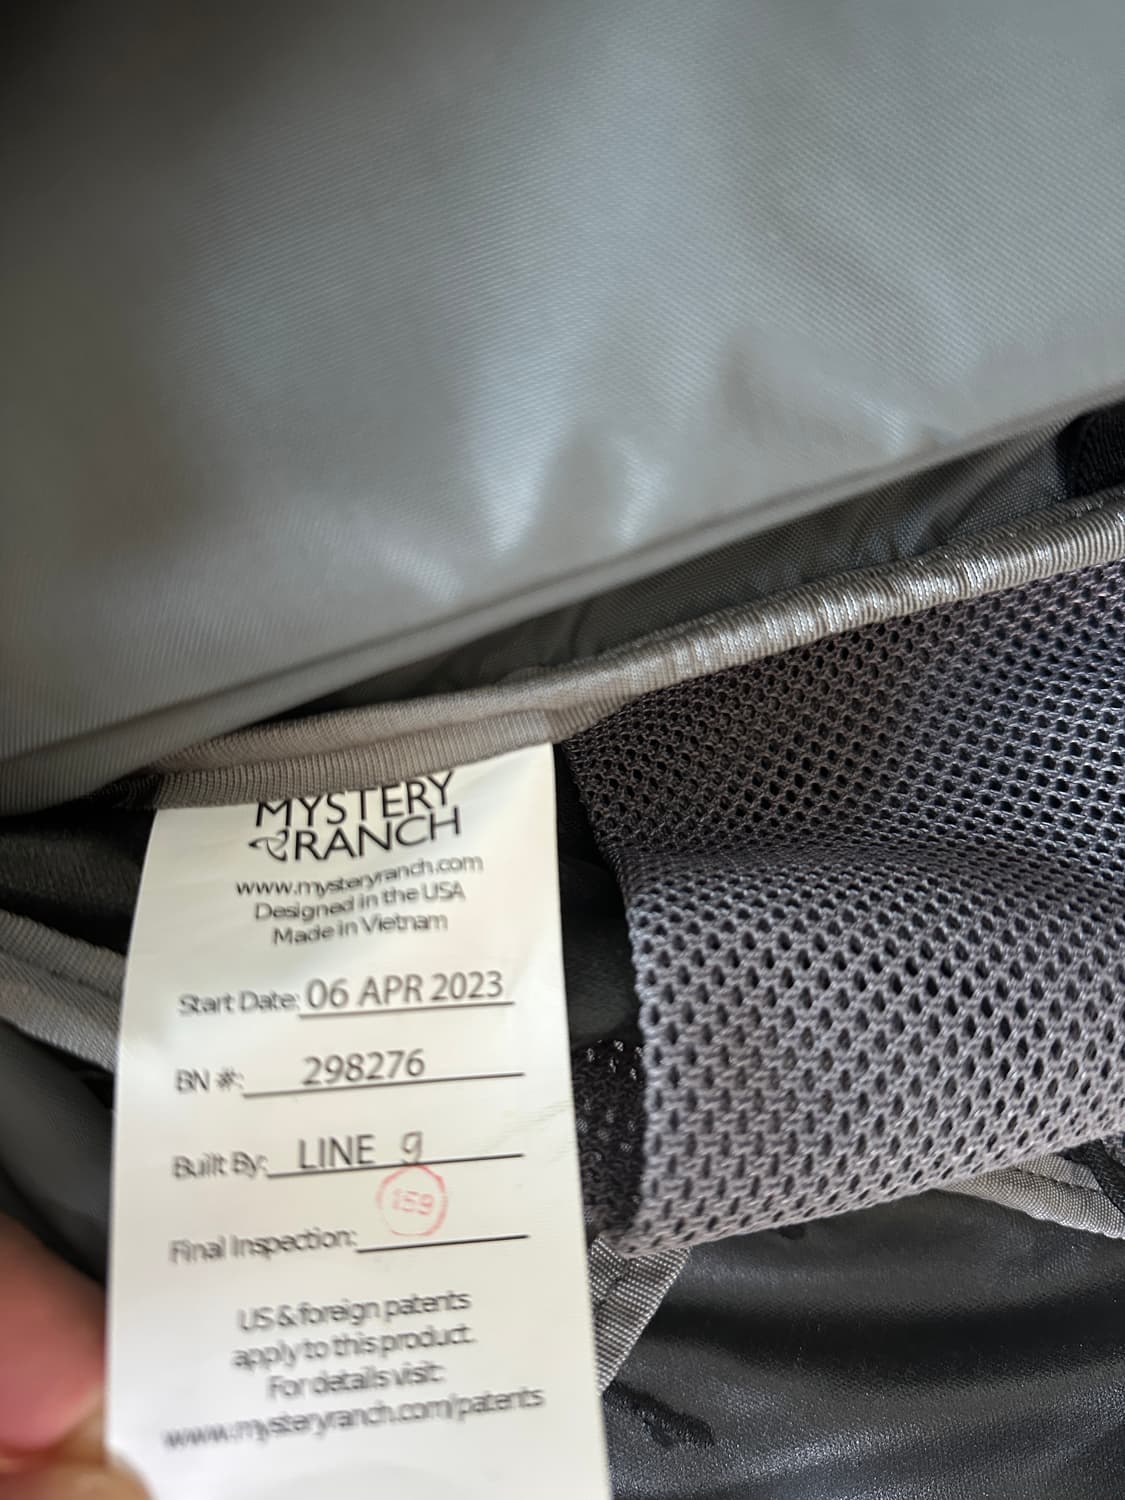 MYSTERY
RANCH
www.mysteryranch.com
Designed in the USA
Made in Vietnam
Start Date: 06 APR 2023
BN #: 298276
Built By: LINE 9
159
Final Inspection:
US & foreign patents
apply to this product.
For details visit:
www.mysteryranch.com/patents